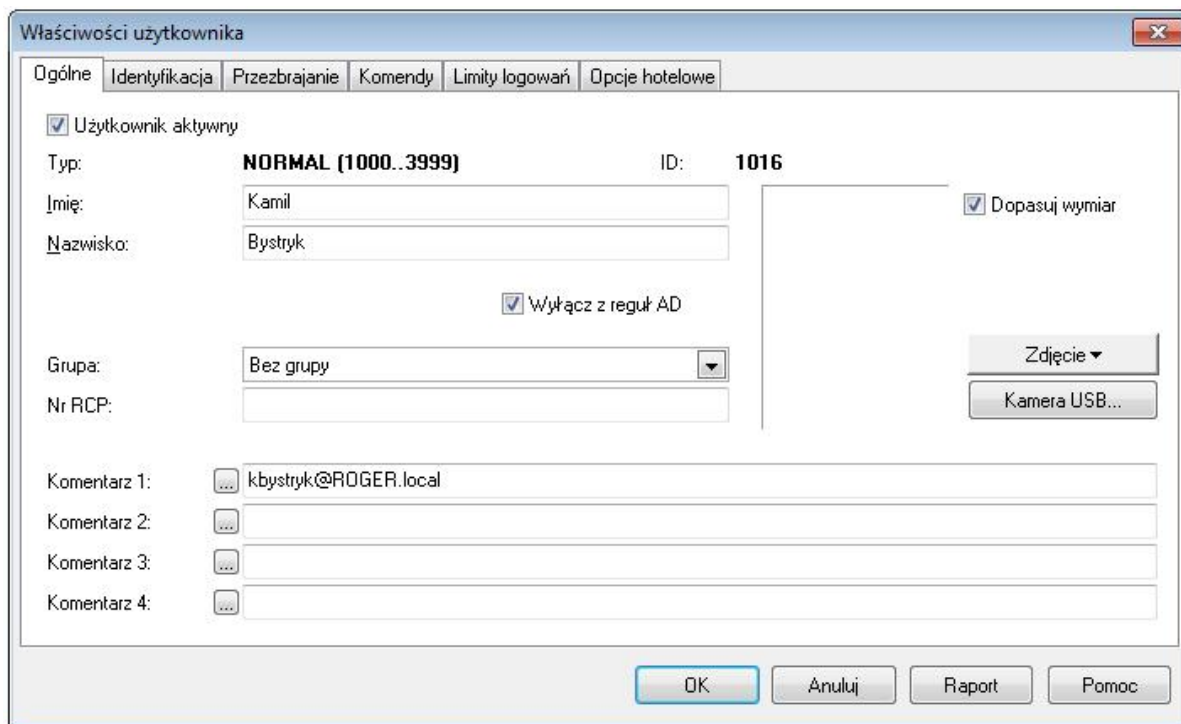 Właściwości użytkownika
Ogólne Identyfikacja Przezbrajanie Komendy Limity logowań Opcje hotelowe
Użytkownik aktywny
Typ: NORMAL (1000..3999) ID: 1016
Imię: Kamil Dopasuj wymiar
Nazwisko: Bystryk
Wyłącz z reguł AD
Grupa: Bez grupy Zdjęcie
Nr RCP: Kamera USB...
Komentarz 1: ... kbystryk@ROGER.local
Komentarz 2: ...
Komentarz 3: ...
Komentarz 4: ...
OK Anuluj Raport Pomoc